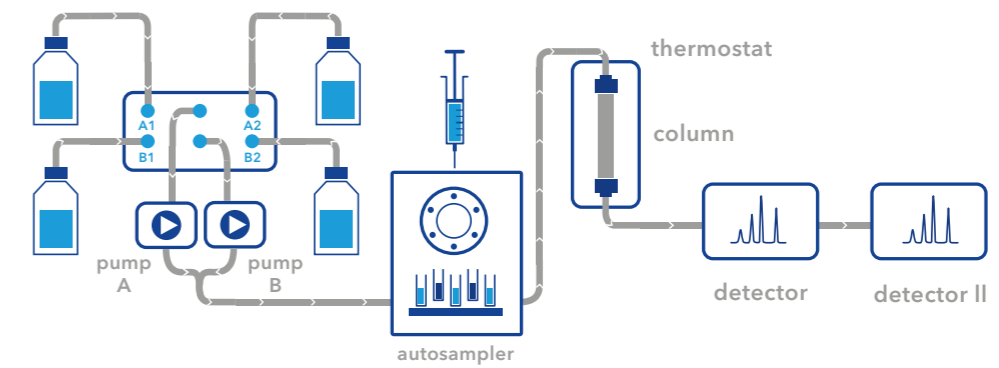 thermostat
A1
A2
column
B1
B2
pump
A
pump
B
detector
detector II
autosampler